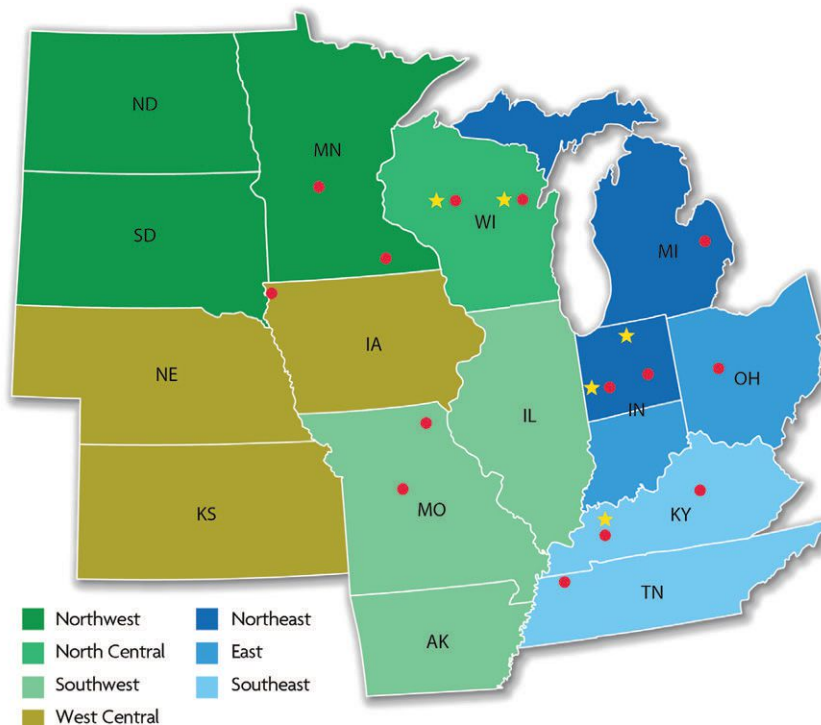 ND
MN
WI
SD
MI
IA
NE
OH
IL
IN
KS
MO
KY
TN
AK
Northwest
North Central
Southwest
West Central
Northeast
East
Southeast